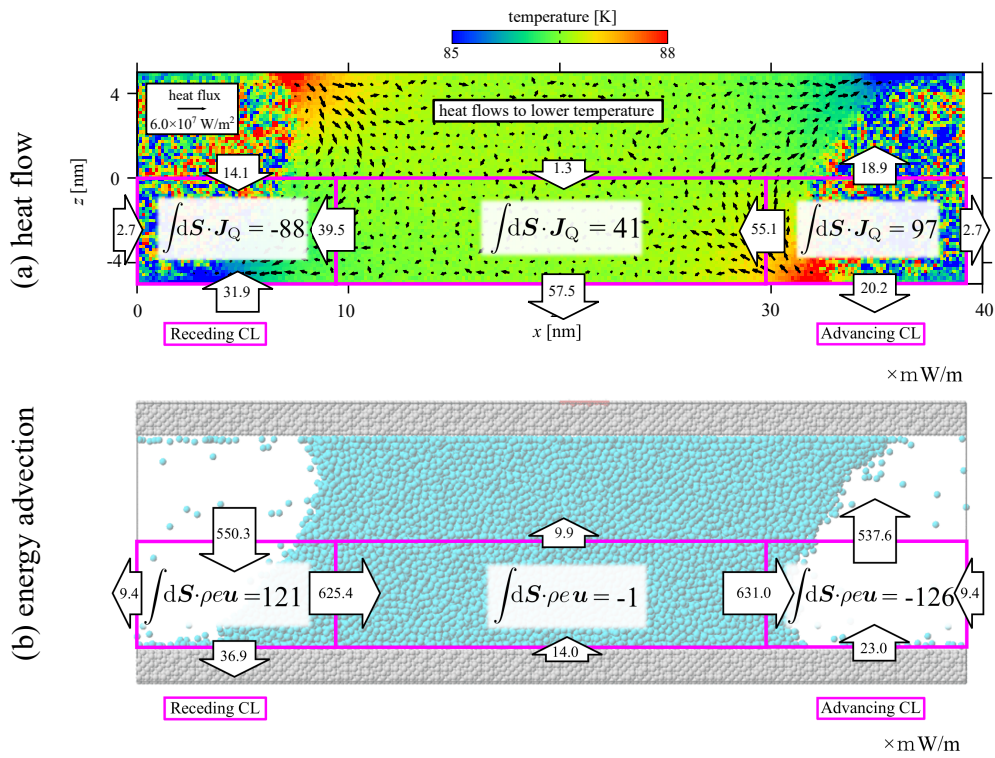 temperature [K]
85 88
(a) heat flow
z [nm]
4
0
-4
heat flux
6.0×10⁷ W/m²
heat flows to lower temperature
14.1 1.3 18.9
2.7 ∫dS·J_Q = -88 39.5 ∫dS·J_Q = 41 55.1 ∫dS·J_Q = 97 2.7
31.9 57.5 20.2
0 10 30 40
x [nm]
Receding CL Advancing CL
×mW/m
(b) energy advection
550.3 9.9 537.6
9.4 ∫dS·ρeu =121 625.4 ∫dS·ρeu = -1 631.0 ∫dS·ρeu = -126 9.4
36.9 14.0 23.0
Receding CL Advancing CL
×mW/m